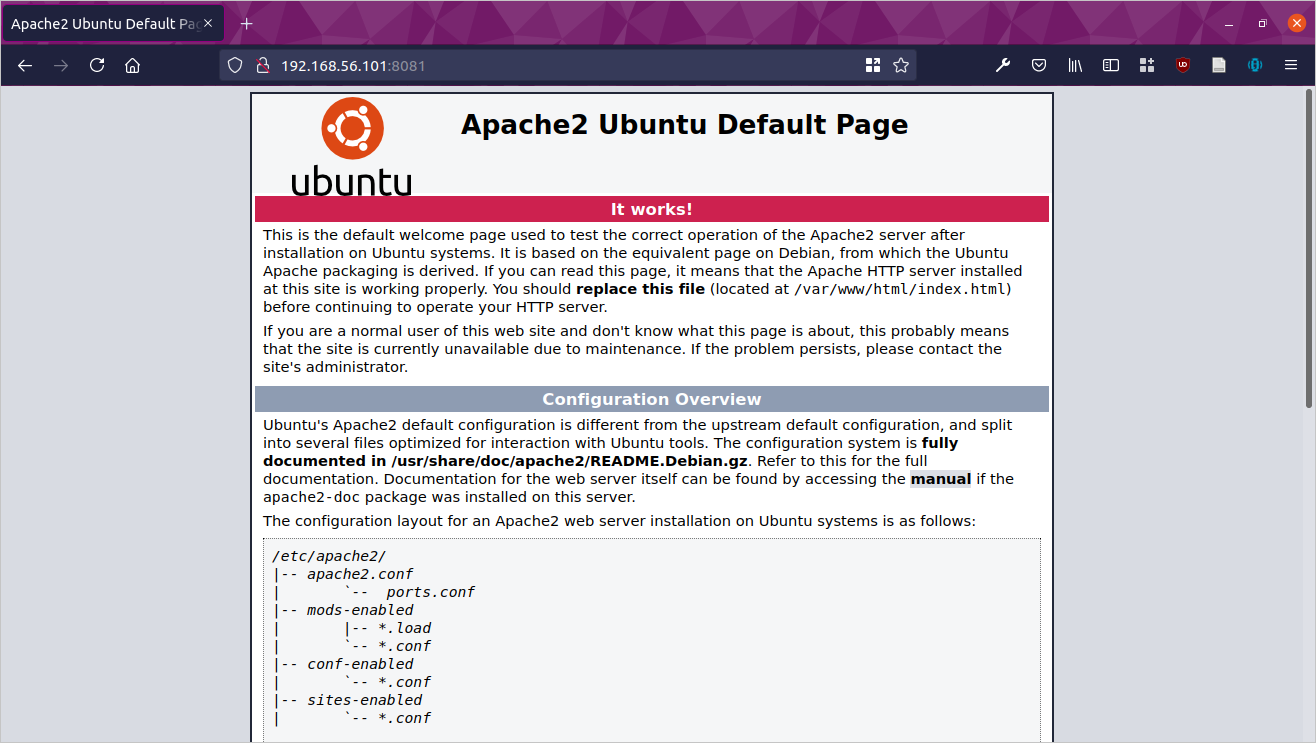 Apache2 Ubuntu Default Pag
192.168.56.101:8081
ubuntu
Apache2 Ubuntu Default Page
It works!
This is the default welcome page used to test the correct operation of the Apache2 server after
installation on Ubuntu systems. It is based on the equivalent page on Debian, from which the Ubuntu
Apache packaging is derived. If you can read this page, it means that the Apache HTTP server installed
at this site is working properly. You should replace this file (located at /var/www/html/index.html)
before continuing to operate your HTTP server.
If you are a normal user of this web site and don't know what this page is about, this probably means
that the site is currently unavailable due to maintenance. If the problem persists, please contact the
site's administrator.
Configuration Overview
Ubuntu's Apache2 default configuration is different from the upstream default configuration, and split
into several files optimized for interaction with Ubuntu tools. The configuration system is fully
documented in /usr/share/doc/apache2/README.Debian.gz. Refer to this for the full
documentation. Documentation for the web server itself can be found by accessing the manual if the
apache2-doc package was installed on this server.
The configuration layout for an Apache2 web server installation on Ubuntu systems is as follows:
/etc/apache2/
|-- apache2.conf
|       `--  ports.conf
|-- mods-enabled
|       |-- *.load
|       `-- *.conf
|-- conf-enabled
|       `-- *.conf
|-- sites-enabled
|       `-- *.conf